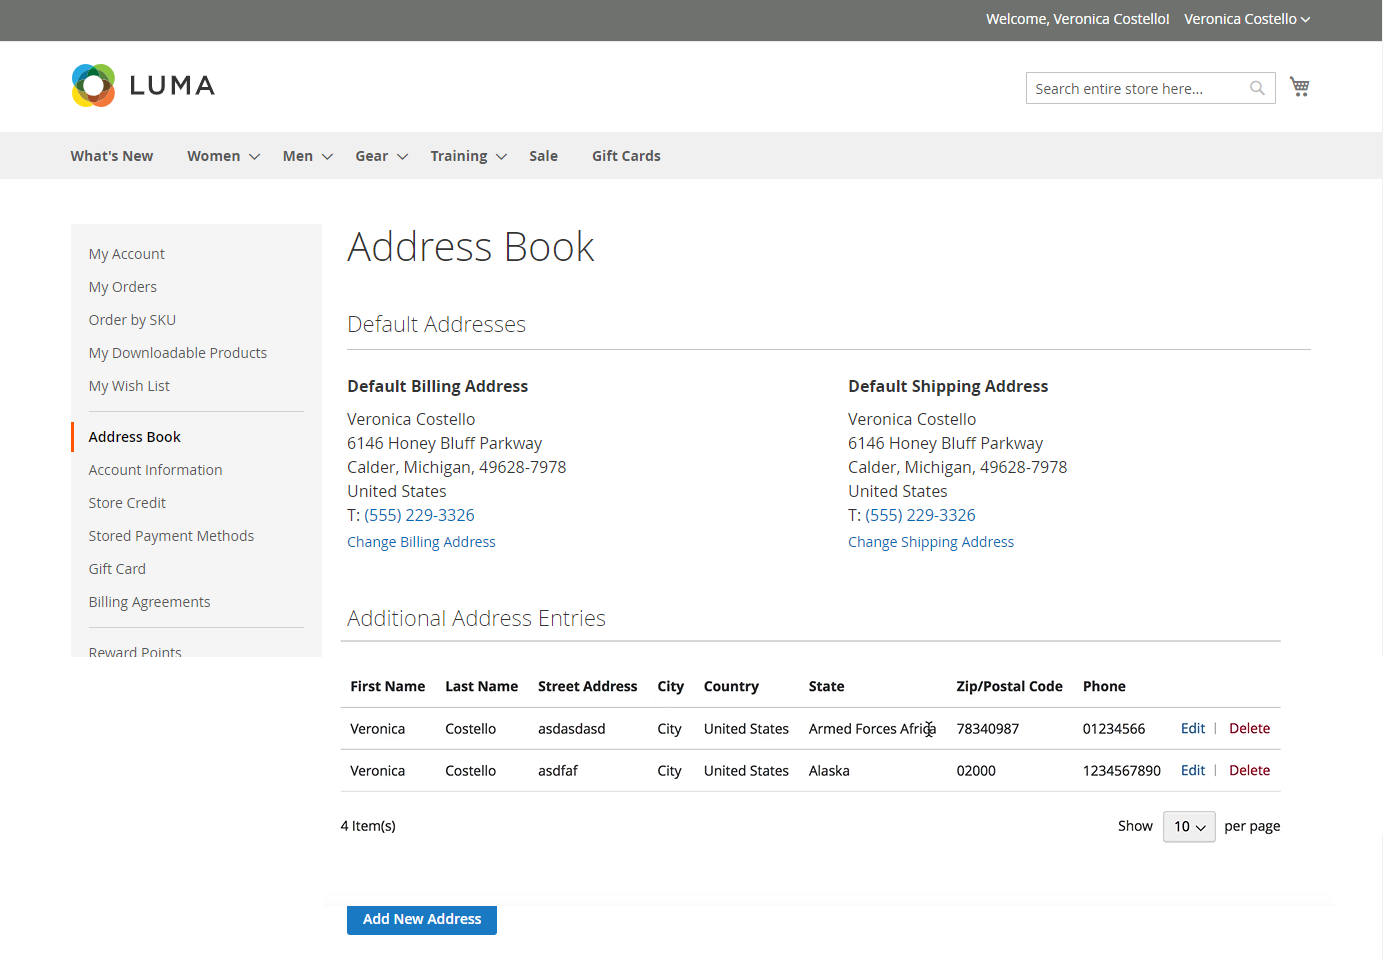 Welcome, Veronica Costello! Veronica Costello
LUMA
Search entire store here...
What's New Women Men Gear Training Sale Gift Cards
My Account
My Orders
Order by SKU
My Downloadable Products
My Wish List
Address Book
Account Information
Store Credit
Stored Payment Methods
Gift Card
Billing Agreements
Reward Points
Address Book
Default Addresses
Default Billing Address
Veronica Costello
6146 Honey Bluff Parkway
Calder, Michigan, 49628-7978
United States
T: (555) 229-3326
Change Billing Address
Default Shipping Address
Veronica Costello
6146 Honey Bluff Parkway
Calder, Michigan, 49628-7978
United States
T: (555) 229-3326
Change Shipping Address
Additional Address Entries
First Name Last Name Street Address City Country State Zip/Postal Code Phone
Veronica Costello asdasdasd City United States Armed Forces Africa 78340987 01234566 Edit | Delete
Veronica Costello asdfaf City United States Alaska 02000 1234567890 Edit | Delete
4 Item(s) Show 10 per page
Add New Address